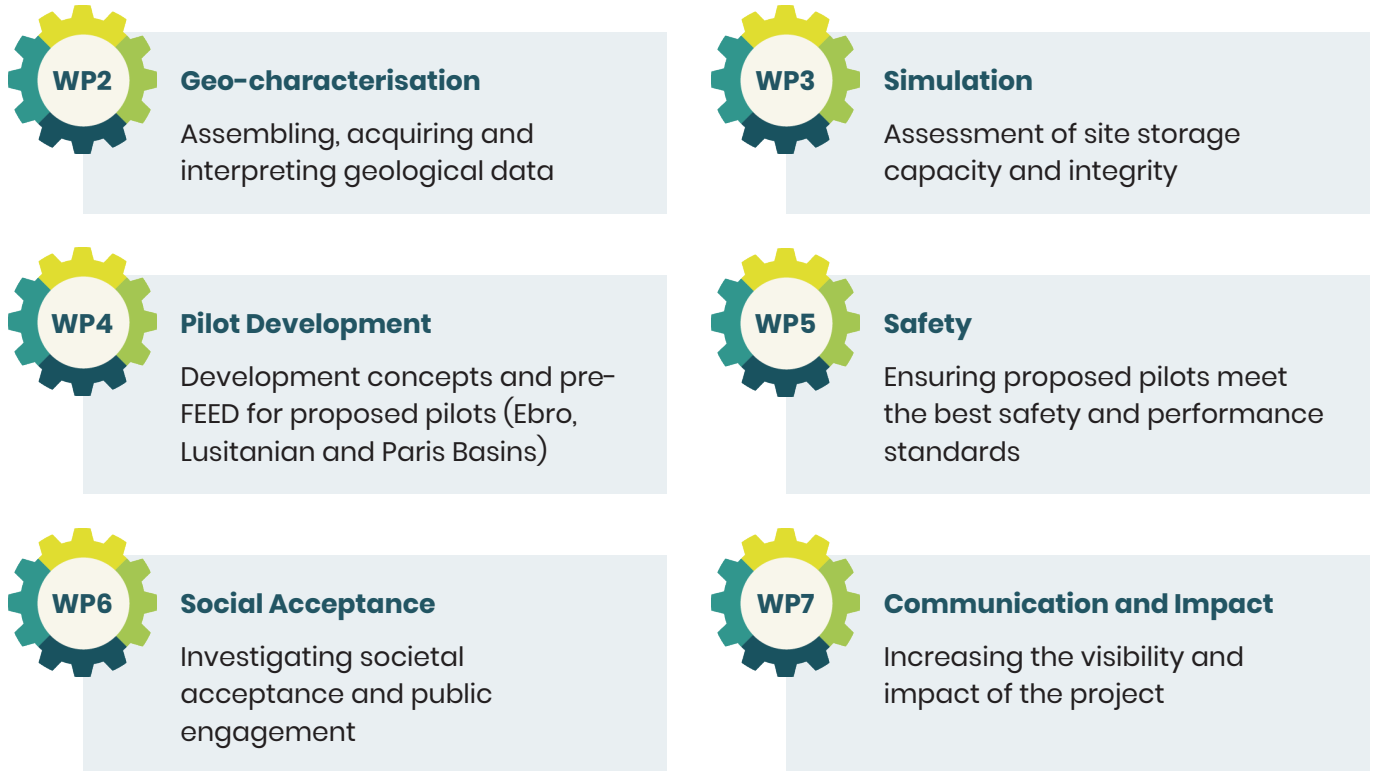 WP2
Geo-characterisation
Assembling, acquiring and
interpreting geological data
WP3
Simulation
Assessment of site storage
capacity and integrity
WP4
Pilot Development
Development concepts and pre-
FEED for proposed pilots (Ebro,
Lusitanian and Paris Basins)
WP5
Safety
Ensuring proposed pilots meet
the best safety and performance
standards
WP6
Social Acceptance
Investigating societal
acceptance and public
engagement
WP7
Communication and Impact
Increasing the visibility and
impact of the project